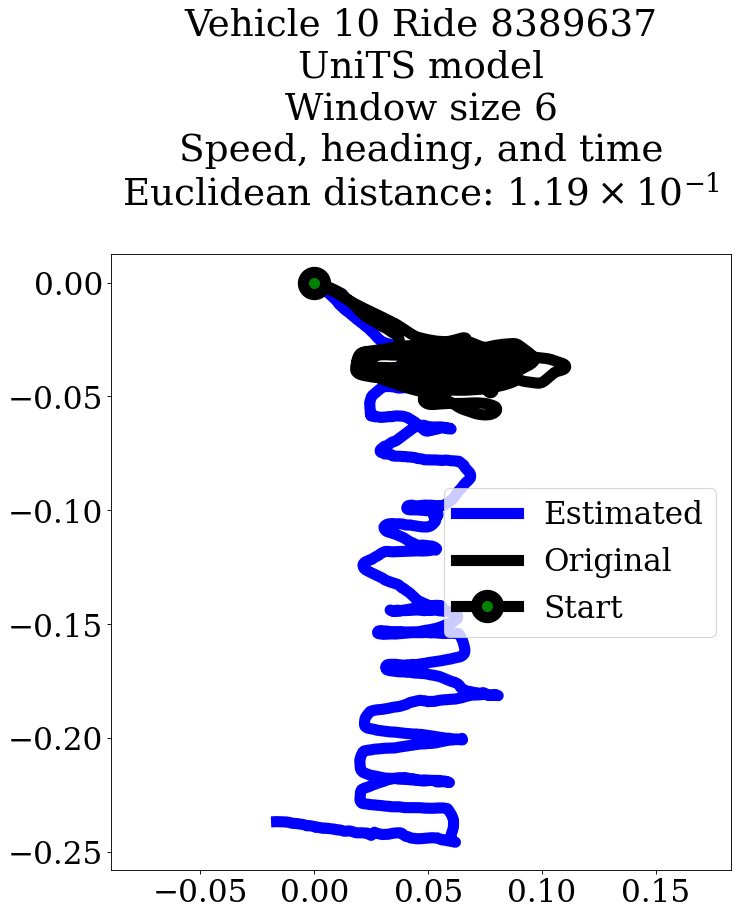 Vehicle 10 Ride 8389637
UniTS model
Window size 6
Speed, heading, and time
Euclidean distance: 1.19 × 10⁻¹
0.00
−0.05
−0.10
−0.15
−0.20
−0.25
Estimated
Original
Start
−0.05 0.00 0.05 0.10 0.15